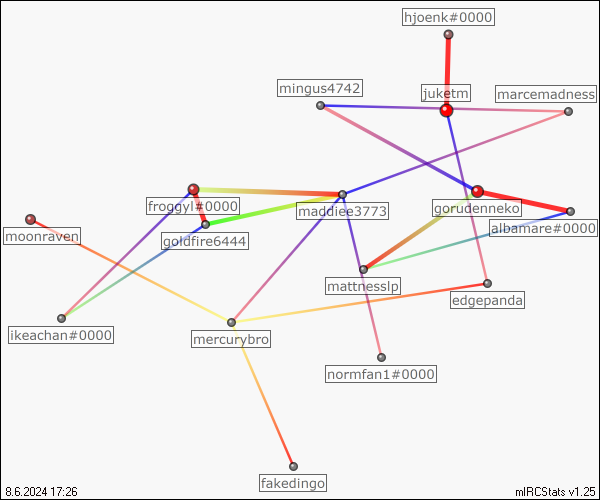 hjoenk#0000
mingus4742
juketm
marcemadness
froggyl#0000
maddiee3773
gorudenneko
moonraven
goldfire6444
albamare#0000
mattnesslp
edgepanda
ikeachan#0000
mercurybro
normfan1#0000
fakedingo
8.6.2024 17:26
mIRCStats v1.25